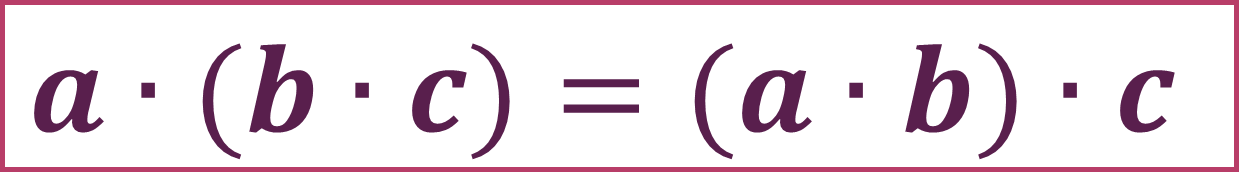 a · (b · c) = (a · b) · c